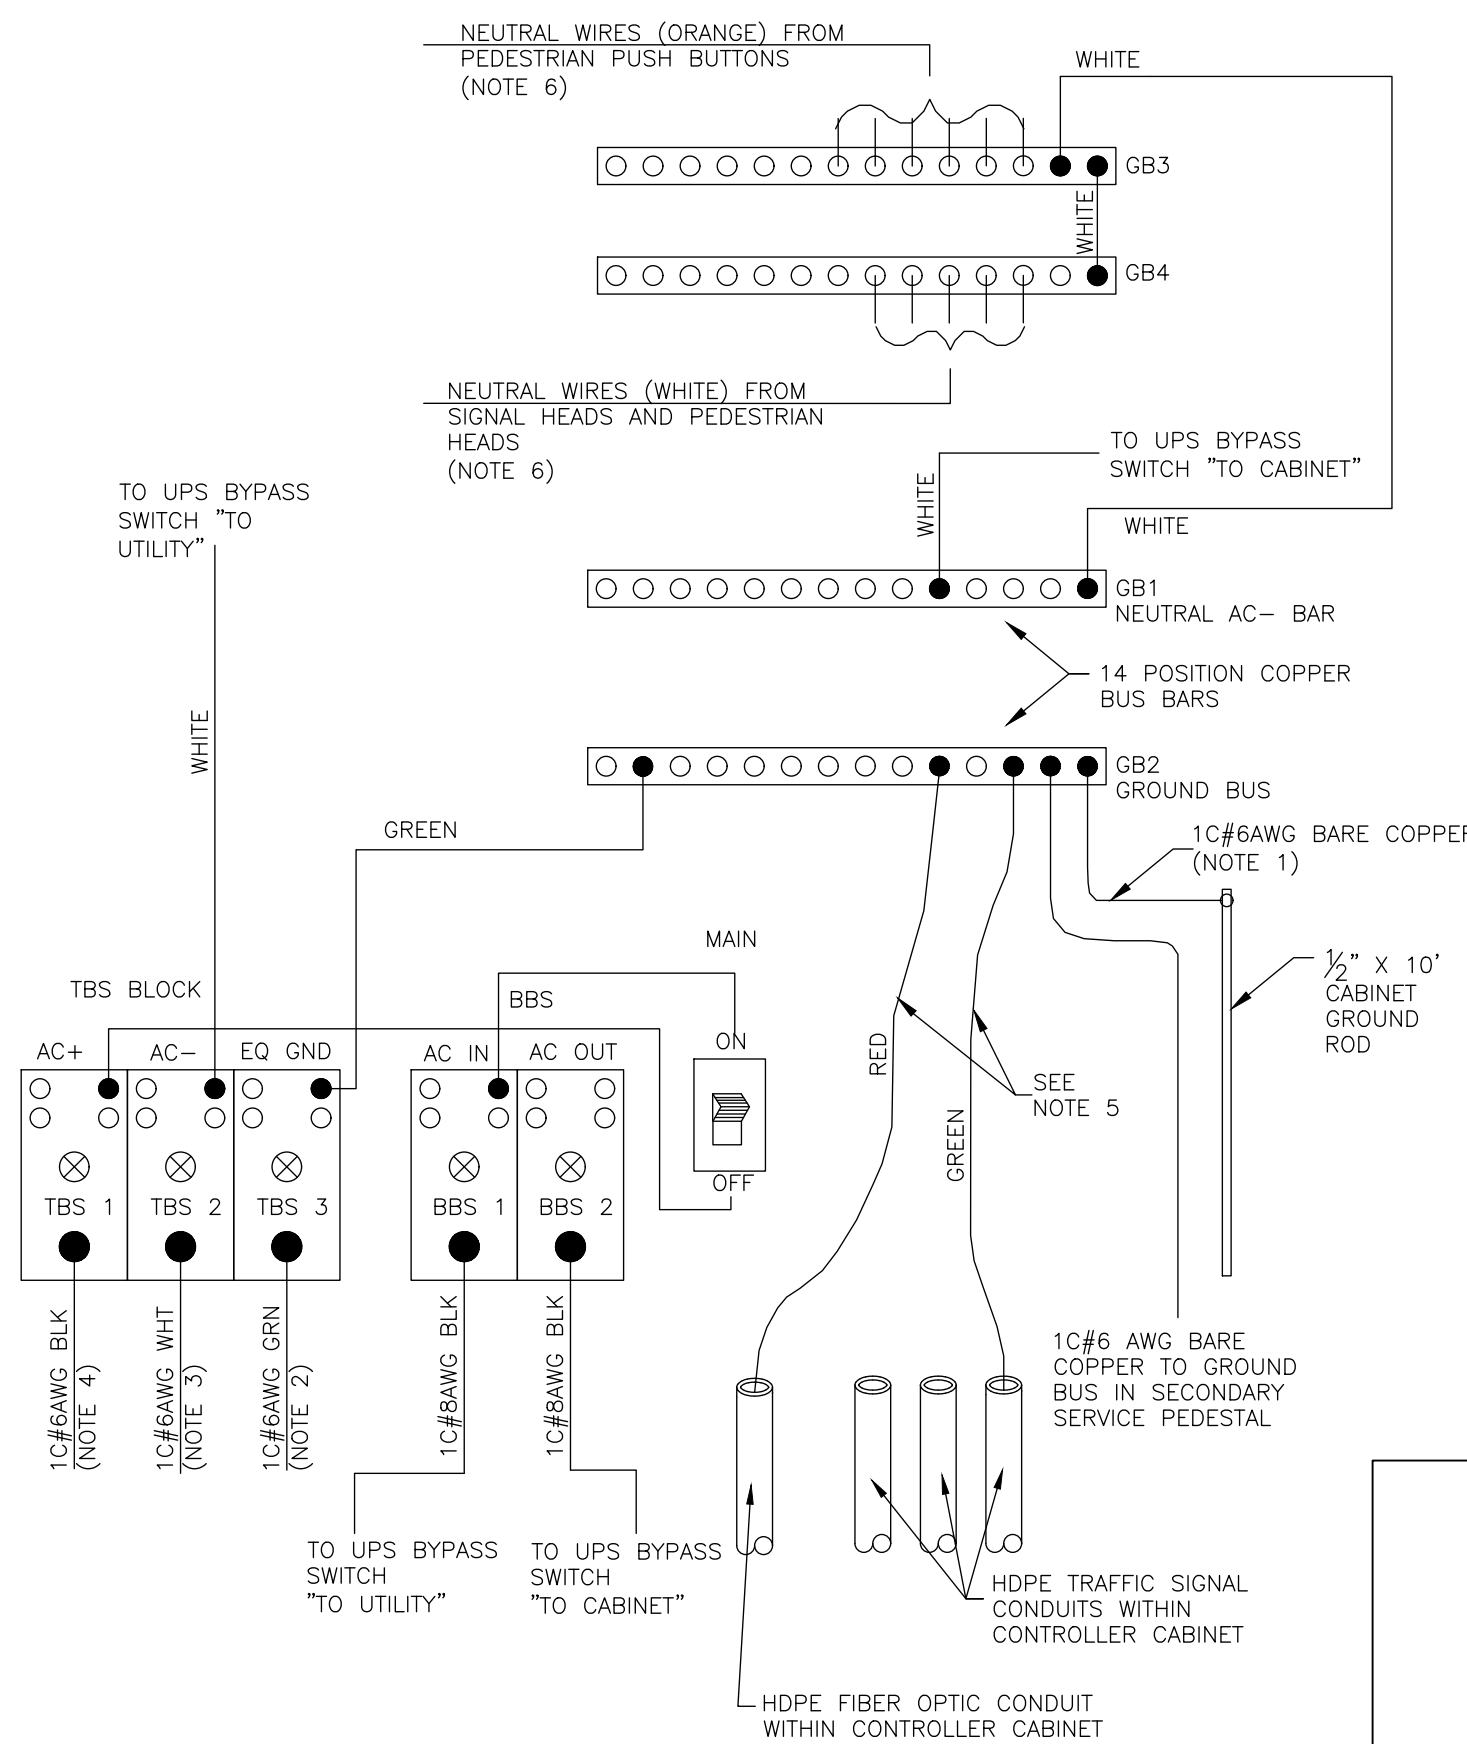 NEUTRAL WIRES (ORANGE) FROM
PEDESTRIAN PUSH BUTTONS
(NOTE 6)
WHITE
GB3
WHITE
GB4
NEUTRAL WIRES (WHITE) FROM
SIGNAL HEADS AND PEDESTRIAN
HEADS
(NOTE 6)
TO UPS BYPASS
SWITCH "TO CABINET"
WHITE
WHITE
TO UPS BYPASS
SWITCH "TO
UTILITY"
WHITE
GB1
NEUTRAL AC- BAR
14 POSITION COPPER
BUS BARS
GB2
GROUND BUS
GREEN
1C#6AWG BARE COPPER
(NOTE 1)
½" X 10'
CABINET
GROUND
ROD
MAIN
TBS BLOCK
BBS
AC+
AC-
EQ GND
AC IN
AC OUT
ON
OFF
TBS 1
TBS 2
TBS 3
BBS 1
BBS 2
RED
GREEN
SEE
NOTE 5
1C#6AWG BLK
(NOTE 4)
1C#6AWG WHT
(NOTE 3)
1C#6AWG GRN
(NOTE 2)
1C#8AWG BLK
1C#8AWG BLK
1C#6 AWG BARE
COPPER TO GROUND
BUS IN SECONDARY
SERVICE PEDESTAL
TO UPS BYPASS
SWITCH
"TO UTILITY"
TO UPS BYPASS
SWITCH
"TO CABINET"
HDPE TRAFFIC SIGNAL
CONDUITS WITHIN
CONTROLLER CABINET
HDPE FIBER OPTIC CONDUIT
WITHIN CONTROLLER CABINET